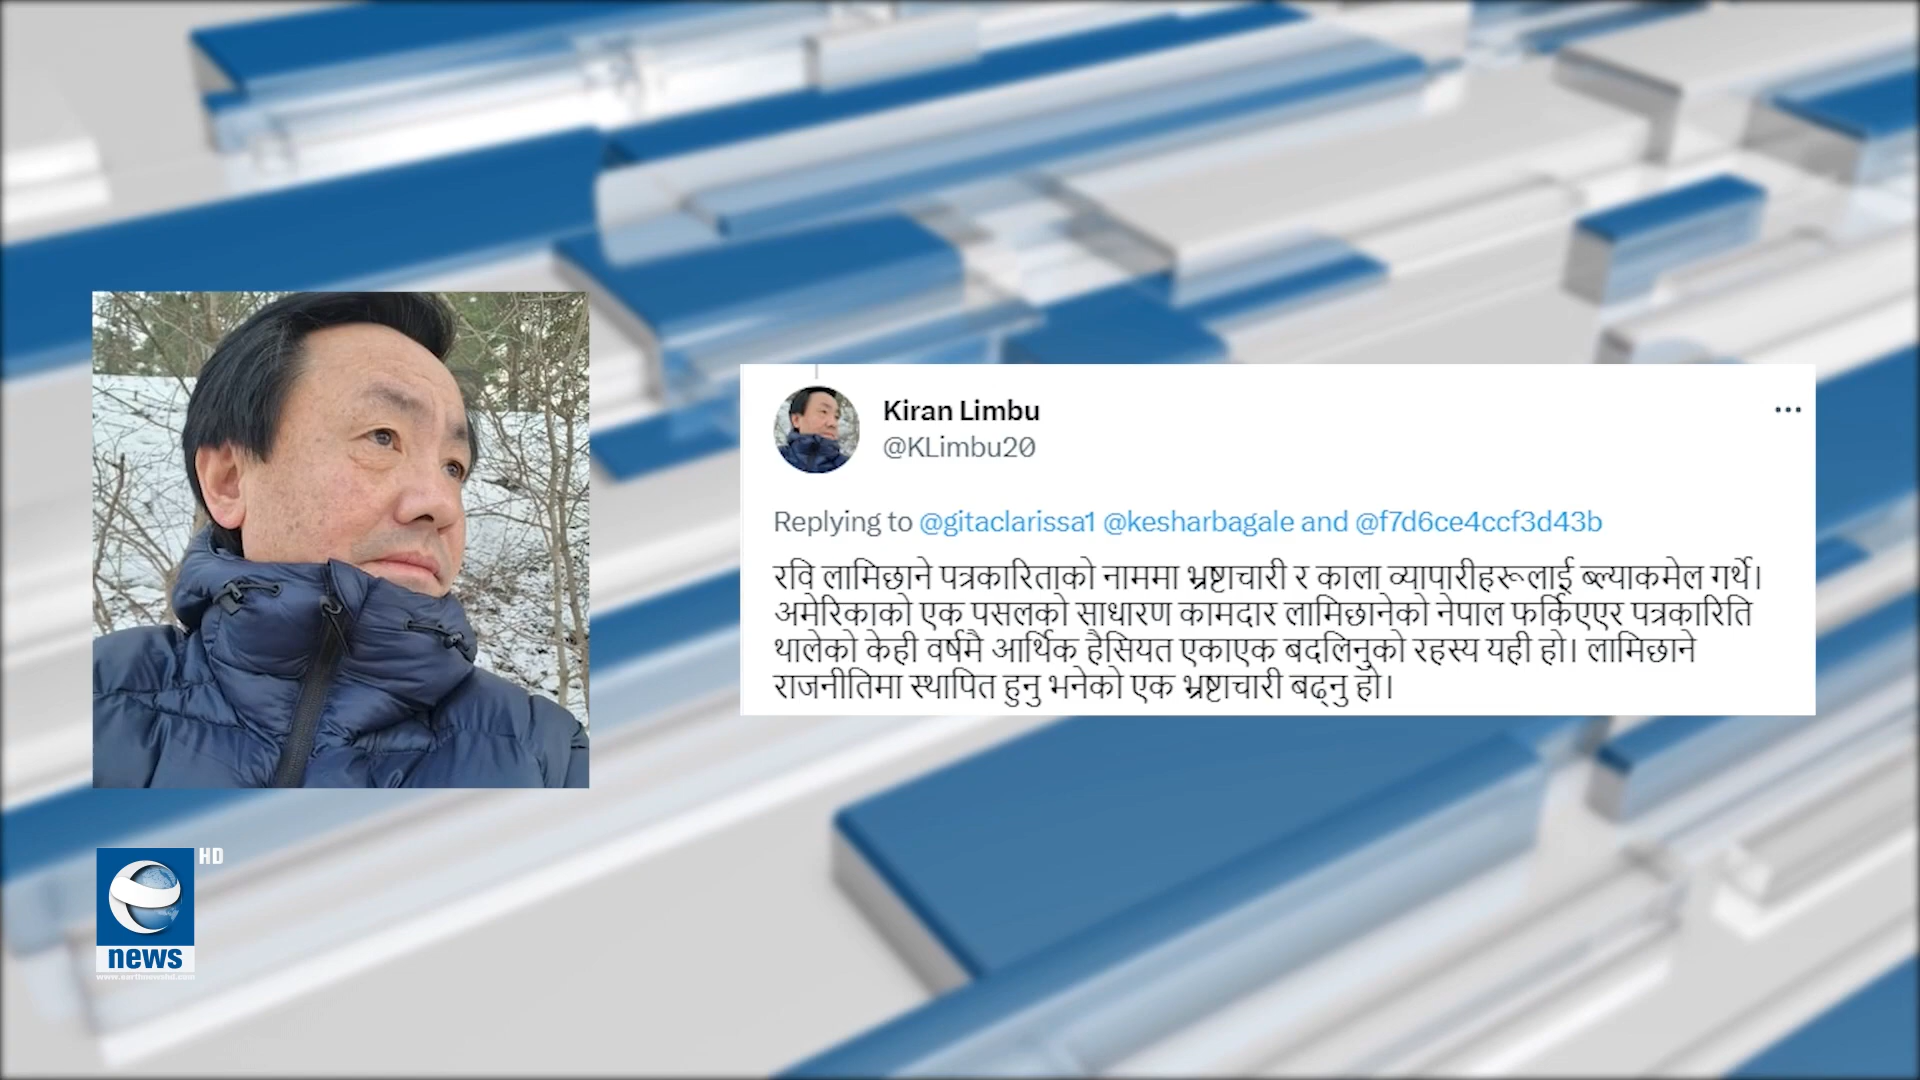 Kiran Limbu
@KLimbu20
Replying to @gitaclarissa1 @kesharbagale and @f7d6ce4ccf3d43b
रवि लामिछाने पत्रकारिताको नाममा भ्रष्टाचारी र काला व्यापारीहरूलाई ब्ल्याकमेल गर्थे।
अमेरिकाको एक पसलको साधारण कामदार लामिछानेको नेपाल फर्किएएर पत्रकारिति
थालेको केही वर्षमै आर्थिक हैसियत एकाएक बदलिनुको रहस्य यही हो। लामिछाने
राजनीतिमा स्थापित हुनु भनेको एक भ्रष्टाचारी बढ्नु हो।
HD
news